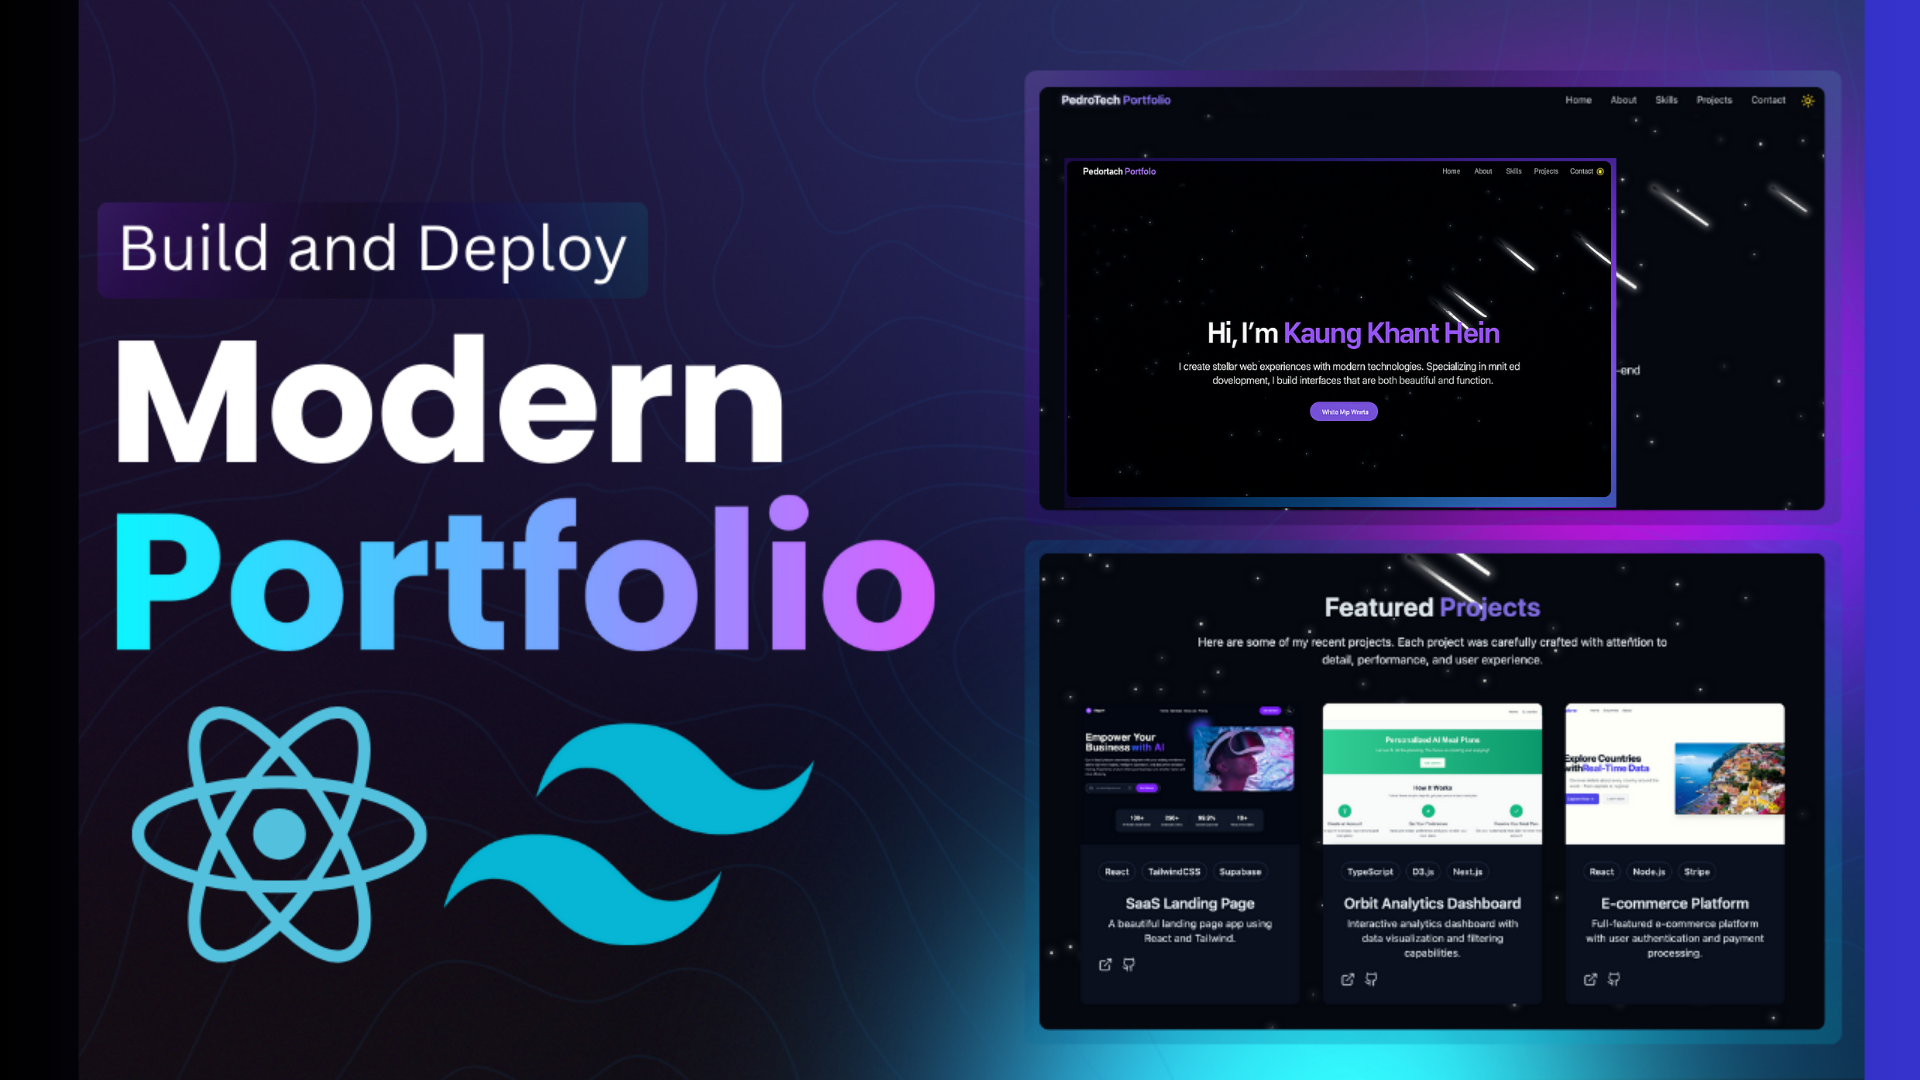 Build and Deploy
Modern
Portfolio
PedroTech Portfolio
Home About Skills Projects Contact
Pedortach Portfolo
Home About Skills Projects Contact
Hi, I'm Kaung Khant Hein
I create stellar web experiences with modern technologies. Specializing in mnit ed
dovelopment, I build interfaces that are both beautiful and function.
-end
Featured Projects
Here are some of my recent projects. Each project was carefully crafted with attention to
detail, performance, and user experience.
Empower Your
Business with AI
React TailwindCSS Supabase
SaaS Landing Page
A beautiful landing page app using
React and Tailwind.
Personalized AI Meal Plans
How It Works
TypeScript D3.js Next.js
Orbit Analytics Dashboard
Interactive analytics dashboard with
data visualization and filtering
capabilities.
Explore Countries
with Real-Time Data
React Node.js Stripe
E-commerce Platform
Full-featured e-commerce platform
with user authentication and payment
processing.